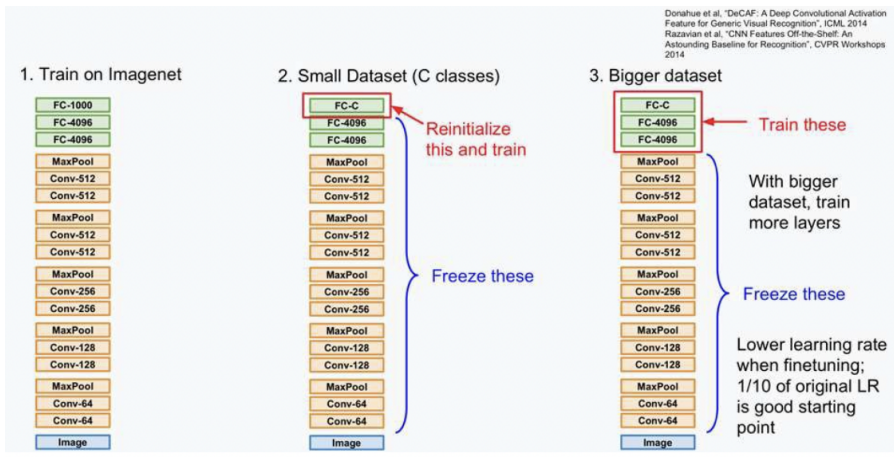 Donahue et al, "DeCAF: A Deep Convolutional Activation
Feature for Generic Visual Recognition", ICML 2014
Razavian et al, "CNN Features Off-the-Shelf: An
Astounding Baseline for Recognition", CVPR Workshops
2014
1. Train on Imagenet
FC-1000
FC-4096
FC-4096
MaxPool
Conv-512
Conv-512
MaxPool
Conv-512
Conv-512
MaxPool
Conv-256
Conv-256
MaxPool
Conv-128
Conv-128
MaxPool
Conv-64
Conv-64
Image
2. Small Dataset (C classes)
FC-C
FC-4096
FC-4096
MaxPool
Conv-512
Conv-512
MaxPool
Conv-512
Conv-512
MaxPool
Conv-256
Conv-256
MaxPool
Conv-128
Conv-128
MaxPool
Conv-64
Conv-64
Image
Reinitialize
this and train
Freeze these
3. Bigger dataset
FC-C
FC-4096
FC-4096
MaxPool
Conv-512
Conv-512
MaxPool
Conv-512
Conv-512
MaxPool
Conv-256
Conv-256
MaxPool
Conv-128
Conv-128
MaxPool
Conv-64
Conv-64
Image
Train these
With bigger
dataset, train
more layers
Freeze these
Lower learning rate
when finetuning;
1/10 of original LR
is good starting
point